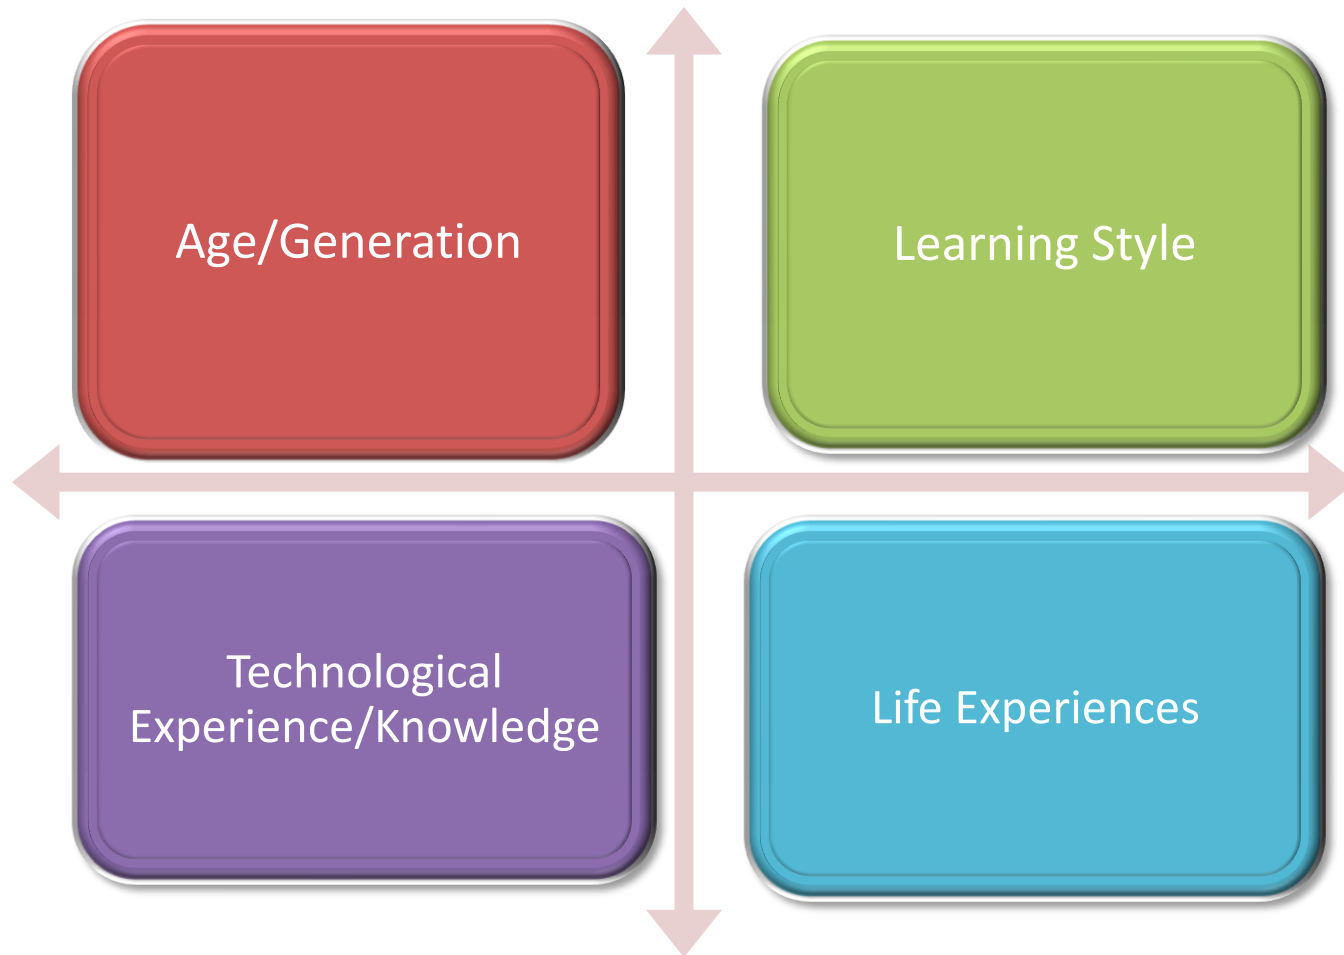 Age/Generation
Learning Style
Technological
Experience/Knowledge
Life Experiences